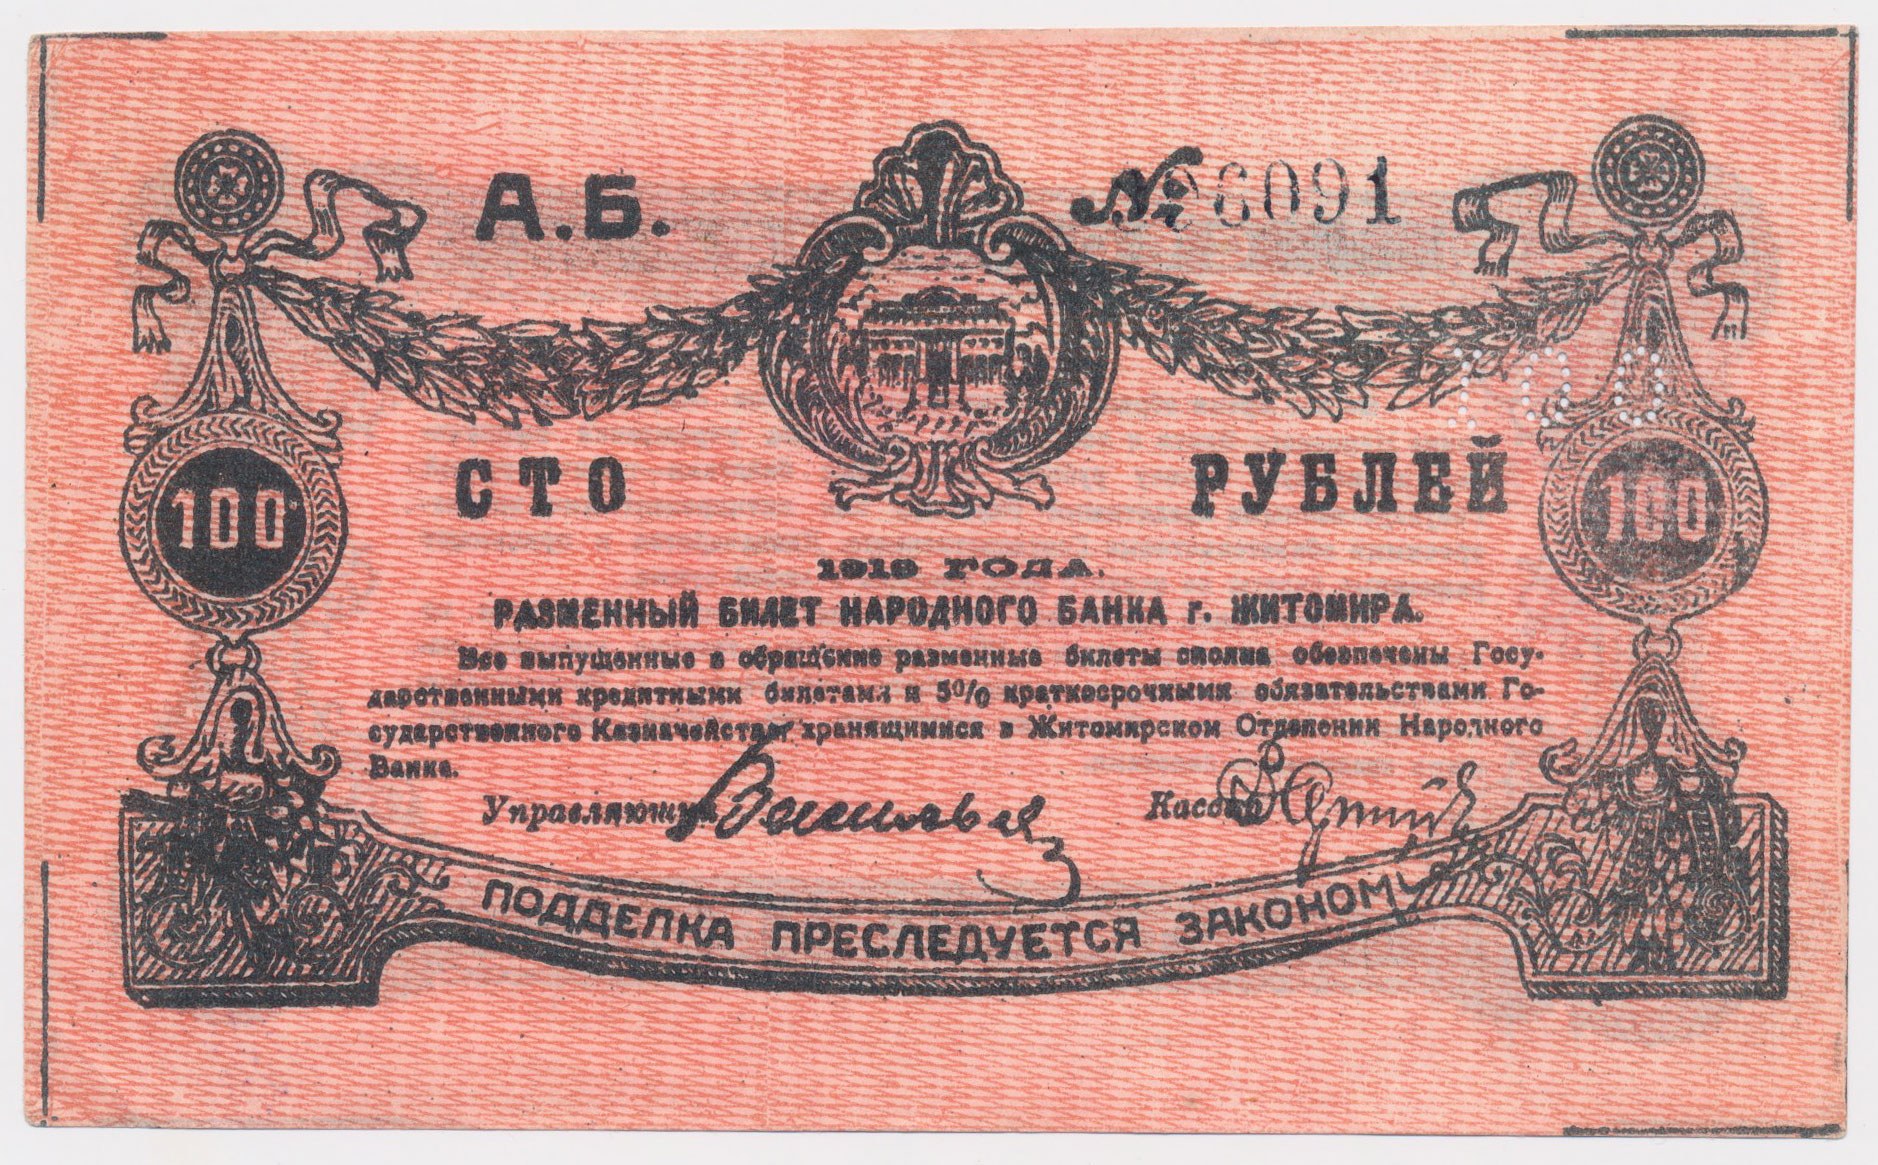 А.Б. № 26091
СТО РУБЛЕЙ
100 100
1919 ГОДА.
РАЗМЕННЫЙ БИЛЕТ НАРОДНОГО БАНКА г. ЖИТОМИРА.
Все выпущенные в обращение разменные билеты сполна обеспечены Госу-
дарственными кредитными билетами и 5% краткосрочными обязательствами Го-
сударственного Казначейства хранящимися в Житомирском Отделении Народного
Банка.
Управляющий Кассир
ПОДДЕЛКА ПРЕСЛЕДУЕТСЯ ЗАКОНОМ